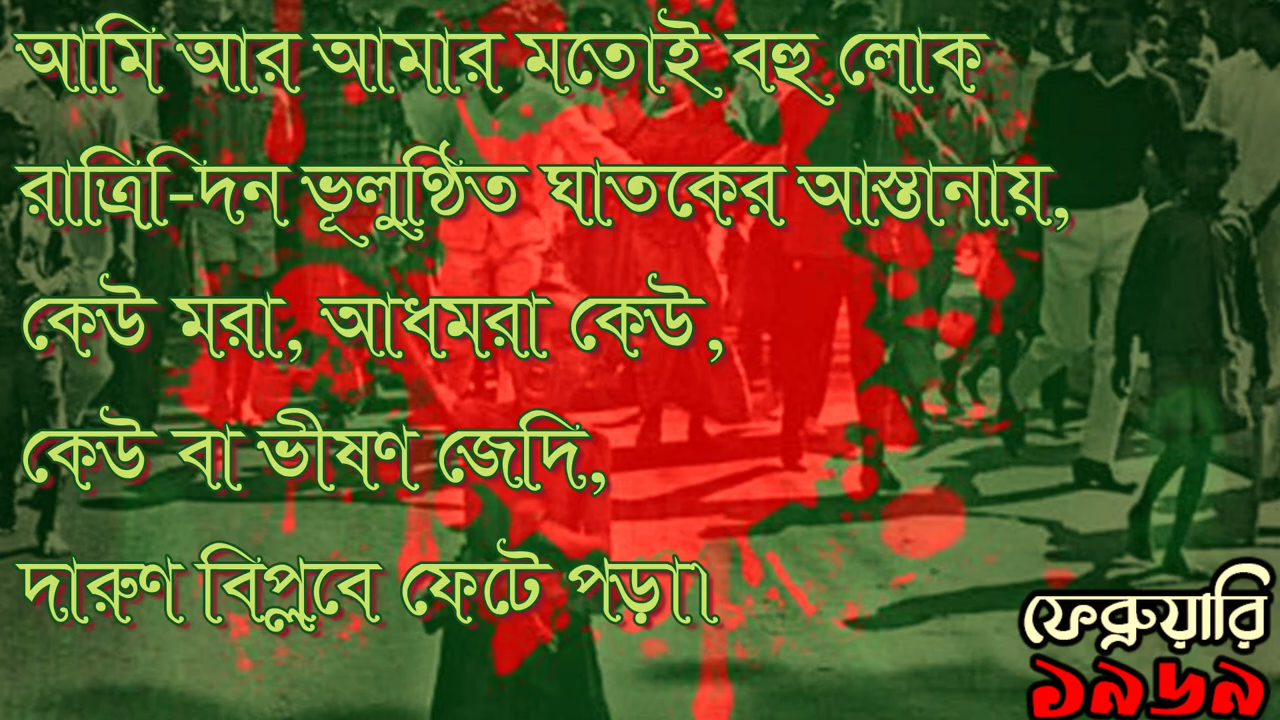 আমি আর আমার মতোই বহু লোক
রাত্রি-দিন ভূলুণ্ঠিত ঘাতকের আস্তানায়,
কেউ মরা, আধমরা কেউ,
কেউ বা ভীষণ জেদি,
দারুণ বিপ্লবে ফেটে পড়া।
ফেব্রুয়ারি
১৯৬৯